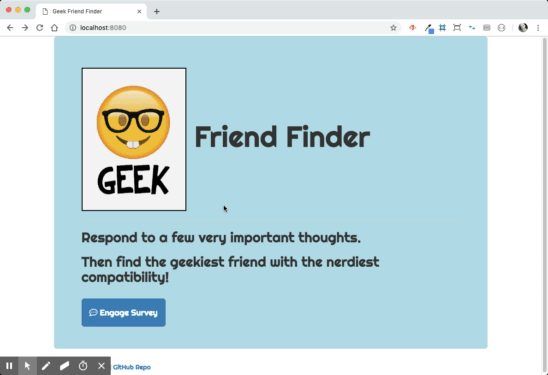 Geek Friend Finder
localhost:8080
GEEK
Friend Finder
Respond to a few very important thoughts.
Then find the geekiest friend with the nerdiest
compatibility!
Engage Survey
GitHub Repo